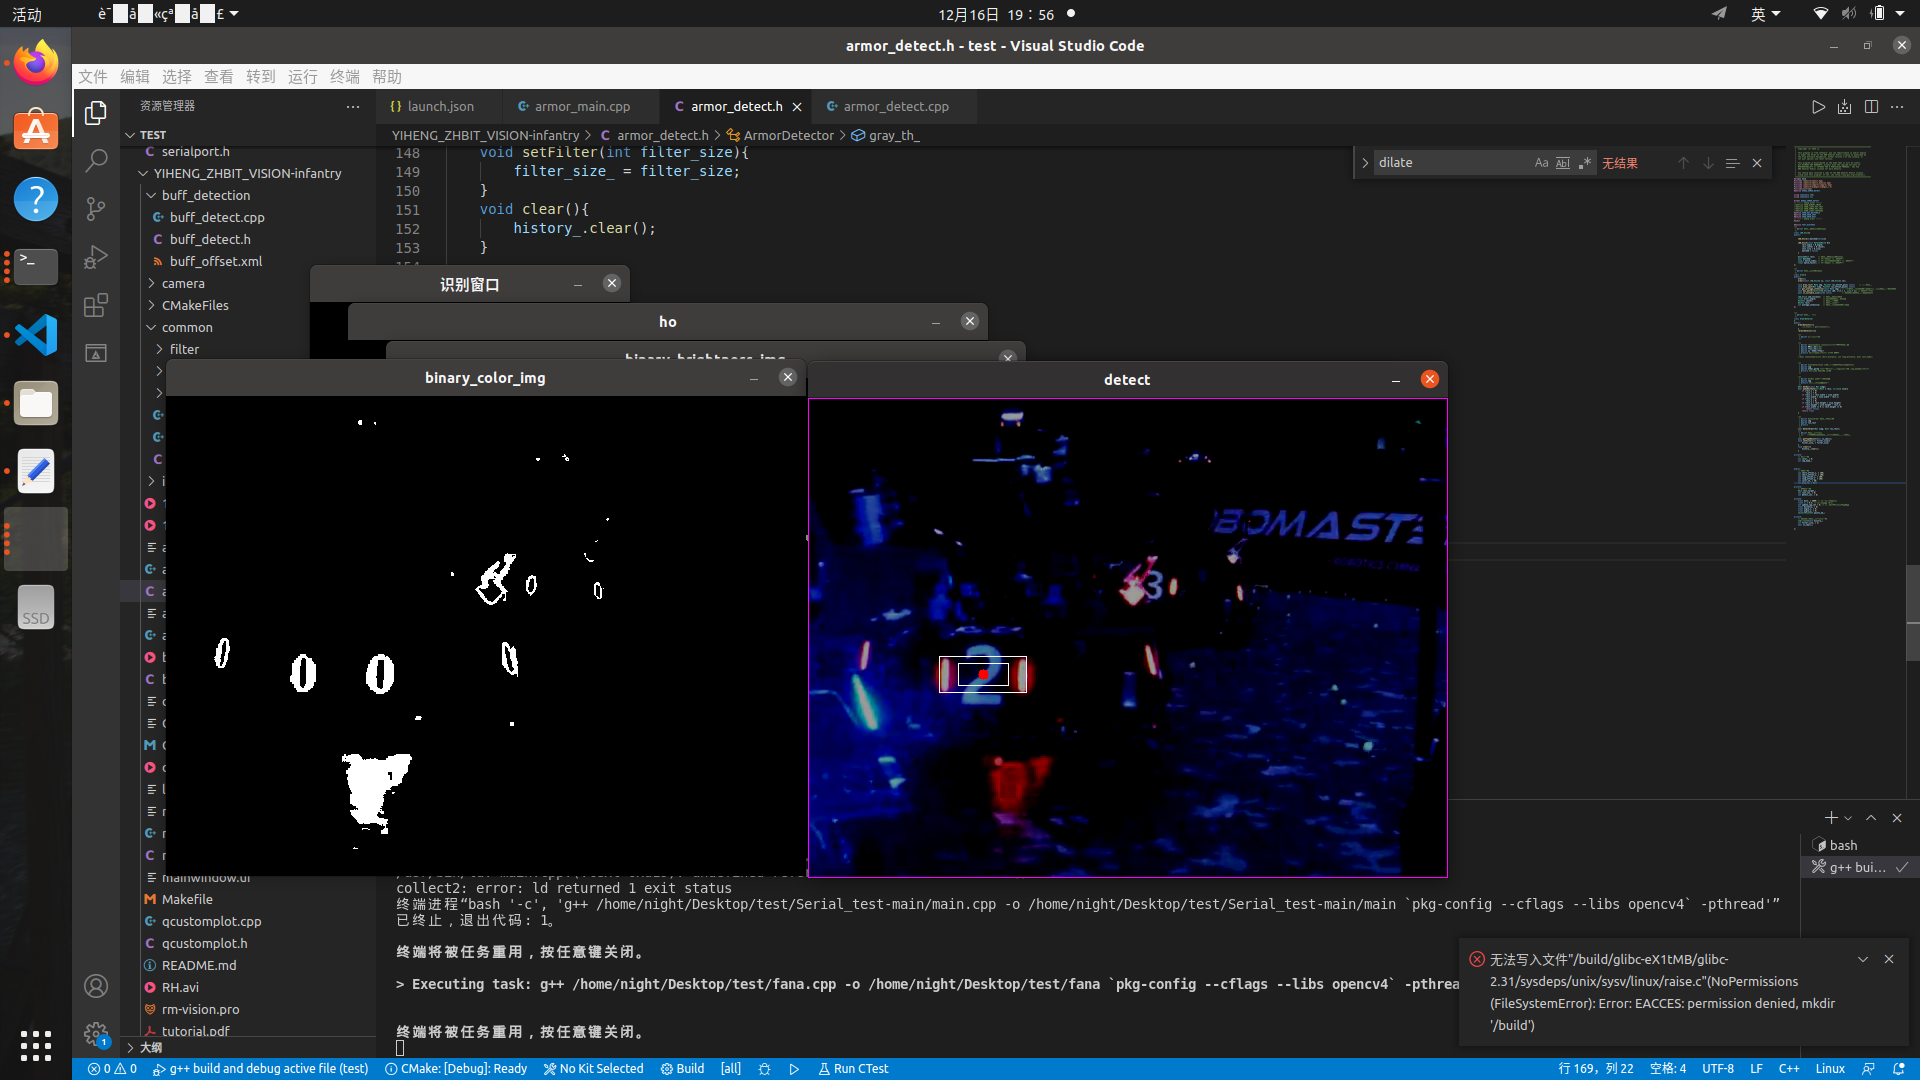 活动
12月16日 19：56
英
armor_detect.h - test - Visual Studio Code
文件 编辑 选择 查看 转到 运行 终端 帮助
资源管理器
launch.json
armor_main.cpp
armor_detect.h
armor_detect.cpp
YIHENG_ZHBIT_VISION-infantry > armor_detect.h > ArmorDetector > gray_th_
TEST
serialport.h
YIHENG_ZHBIT_VISION-infantry
buff_detection
buff_detect.cpp
buff_detect.h
buff_offset.xml
camera
CMakeFiles
common
filter
mainwindow.ui
Makefile
qcustomplot.cpp
qcustomplot.h
README.md
RH.avi
rm-vision.pro
tutorial.pdf
大纲
148 void setFilter(int filter_size){
149 filter_size_ = filter_size;
150 }
151 void clear(){
152 history_.clear();
153 }
dilate
Aa Abl .* 无结果
识别窗口
ho
binary_brightness_img
binary_color_img
detect
2
3
collect2: error: ld returned 1 exit status
终端进程“bash '-c', 'g++ /home/night/Desktop/test/Serial_test-main/main.cpp -o /home/night/Desktop/test/Serial_test-main/main `pkg-config --cflags --libs opencv4` -pthread'”
已终止，退出代码: 1。
终端将被任务重用，按任意键关闭。
> Executing task: g++ /home/night/Desktop/test/fana.cpp -o /home/night/Desktop/test/fana `pkg-config --cflags --libs opencv4` -pthrea
终端将被任务重用，按任意键关闭。
bash
g++ bui...
无法写入文件"/build/glibc-eX1tMB/glibc-
2.31/sysdeps/unix/sysv/linux/raise.c"(NoPermissions
(FileSystemError): Error: EACCES: permission denied, mkdir
'/build')
SSD
1
0 0
g++ build and debug active file (test)
CMake: [Debug]: Ready
No Kit Selected
Build
[all]
Run CTest
行 169，列 22
空格: 4
UTF-8
LF
C++
Linux